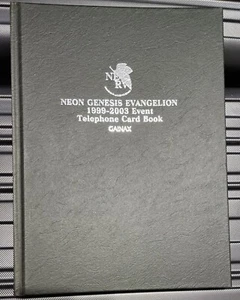 NERV
NEON GENESIS EVANGELION
1999-2003 Event
Telephone Card Book
GAINAX